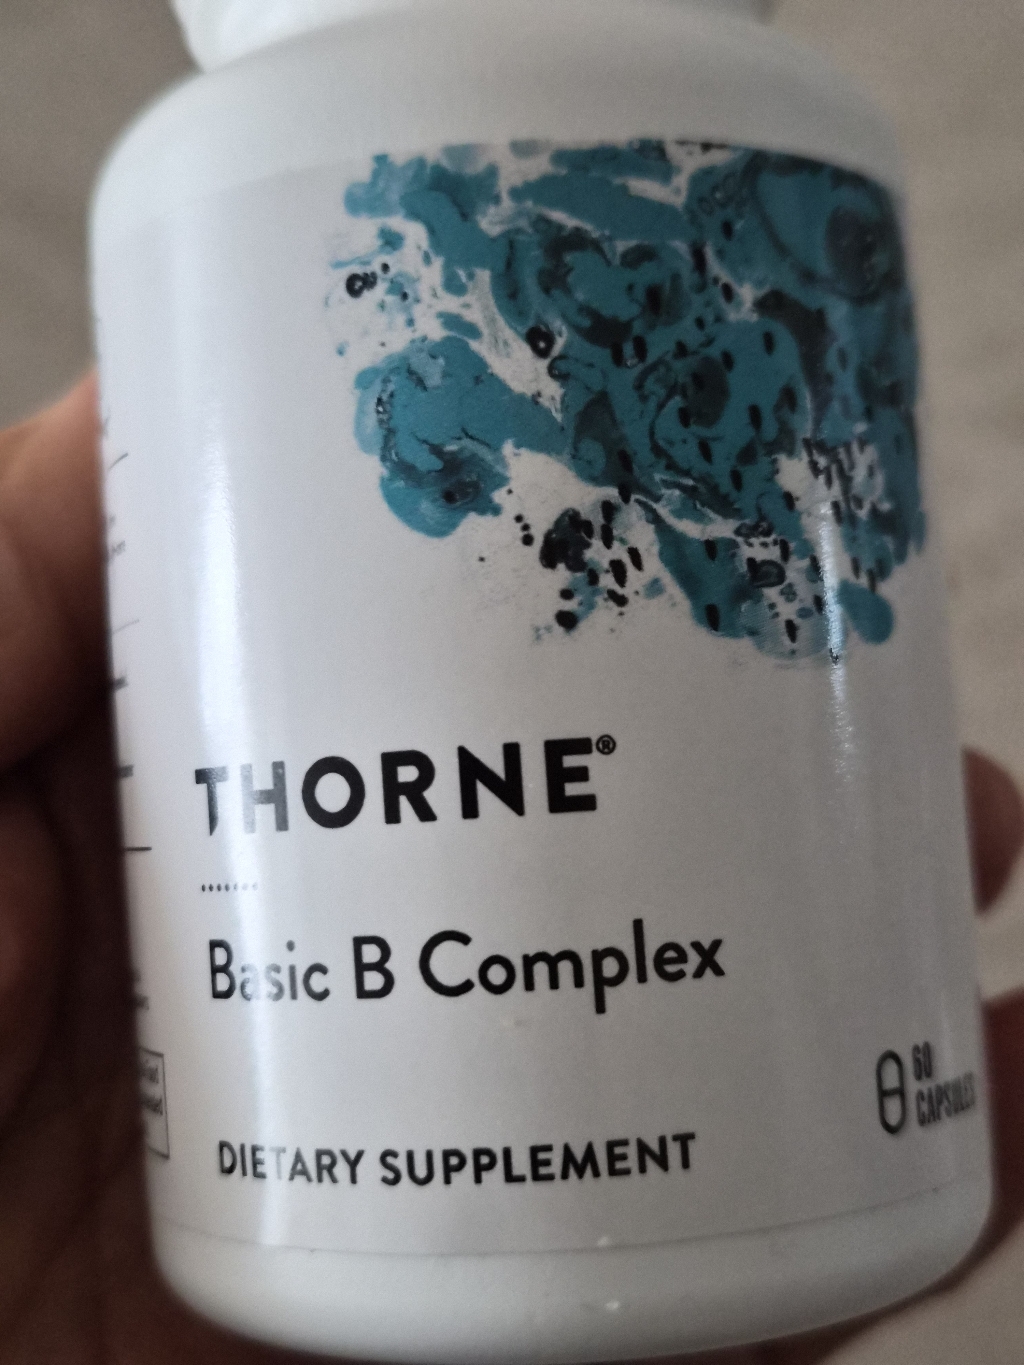 THORNE®
Basic B Complex
60
CAPSULES
DIETARY SUPPLEMENT